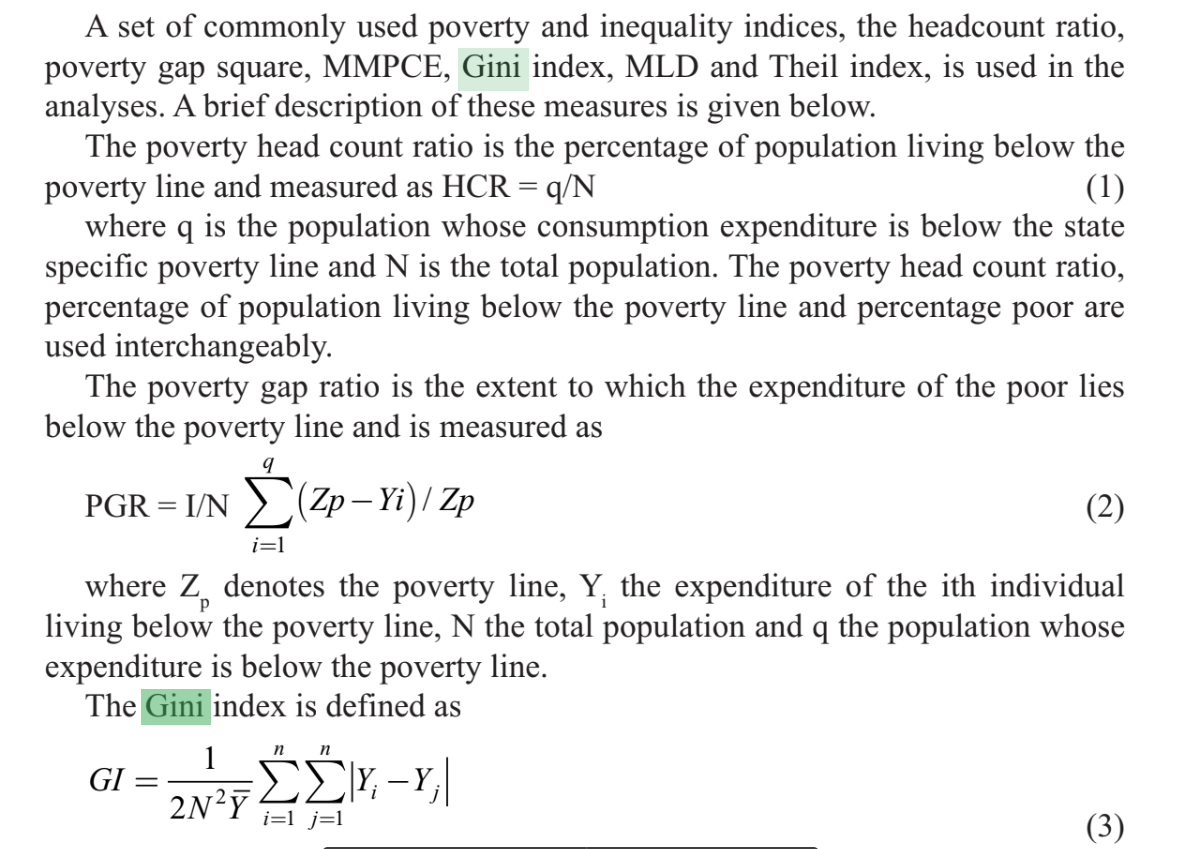 A set of commonly used poverty and inequality indices, the headcount ratio,
poverty gap square, MMPCE, Gini index, MLD and Theil index, is used in the
analyses. A brief description of these measures is given below.
The poverty head count ratio is the percentage of population living below the
poverty line and measured as HCR = q/N (1)
where q is the population whose consumption expenditure is below the state
specific poverty line and N is the total population. The poverty head count ratio,
percentage of population living below the poverty line and percentage poor are
used interchangeably.
The poverty gap ratio is the extent to which the expenditure of the poor lies
below the poverty line and is measured as
PGR = I/N ∑_{i=1}^{q} (Zp – Yi) / Zp (2)
where Z_p denotes the poverty line, Y_i the expenditure of the ith individual
living below the poverty line, N the total population and q the population whose
expenditure is below the poverty line.
The Gini index is defined as
GI = \frac{1}{2N²Ȳ} ∑_{i=1}^{n} ∑_{j=1}^{n} |Y_i – Y_j| (3)